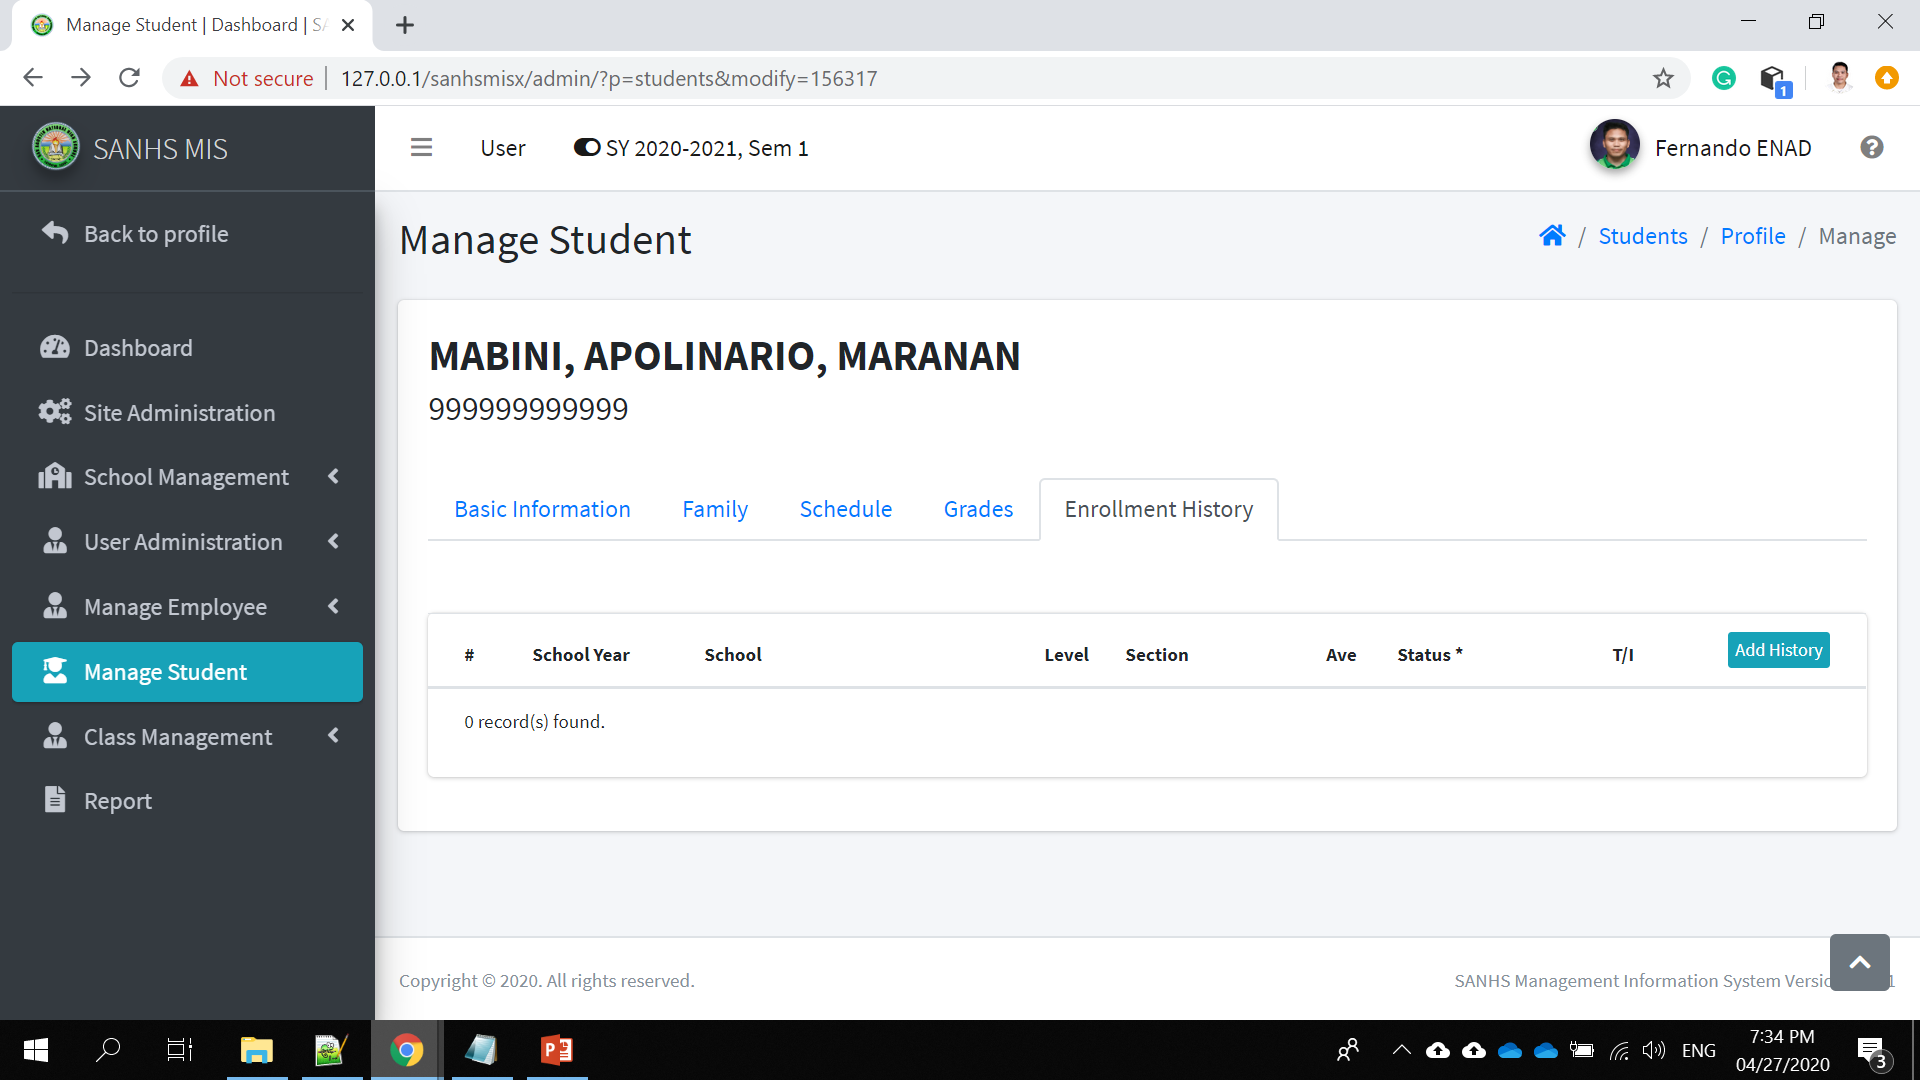 Manage Student | Dashboard | SA
Not secure | 127.0.0.1/sanhsmisx/admin/?p=students&modify=156317
1
SANHS MIS
User
SY 2020-2021, Sem 1
Fernando ENAD
Back to profile
Dashboard
Site Administration
School Management
User Administration
Manage Employee
Manage Student
Class Management
Report
Manage Student
/ Students / Profile / Manage
MABINI, APOLINARIO, MARANAN
999999999999
Basic Information Family Schedule Grades Enrollment History
# School Year School Level Section Ave Status * T/I Add History
0 record(s) found.
Copyright © 2020. All rights reserved.
SANHS Management Information System Versio 1
ENG
7:34 PM
04/27/2020
3